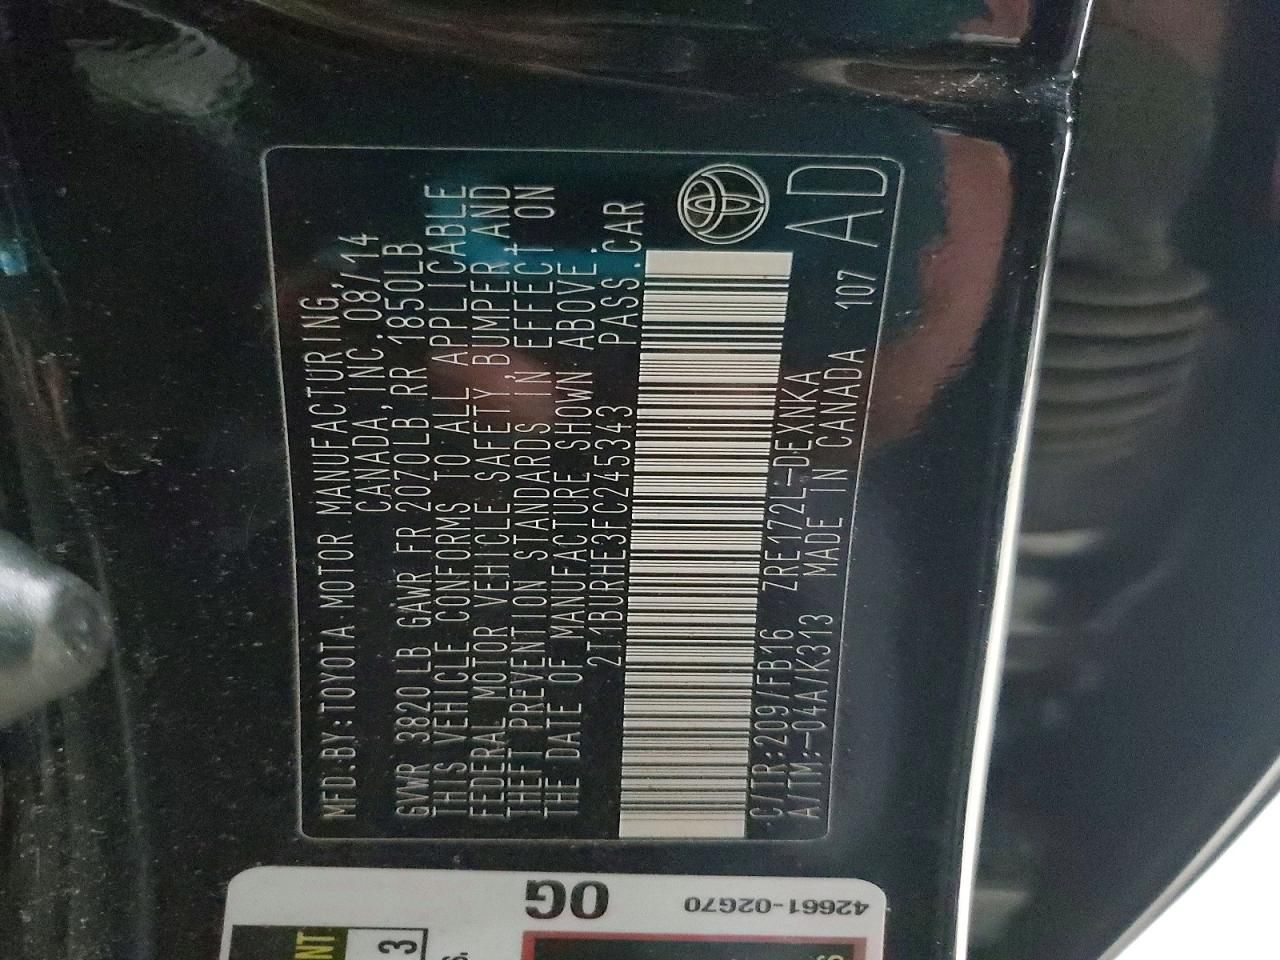 MFD.BY:TOYOTA MOTOR MANUFACTURING,
CANADA, INC. 08/14
GVWR 3820 LB GAWR FR 2070LB RR 1850LB
THIS VEHICLE CONFORMS TO ALL APPLICABLE
FEDERAL MOTOR VEHICLE SAFETY, BUMPER, AND
THEFT PREVENTION STANDARDS IN EFFECT ON
THE DATE OF MANUFACTURE SHOWN ABOVE.
2T1BURHE3FC245343 PASS.CAR
C/TR:209/FB16 ZRE172L-DEXNKA
A/TM:-04A/K313 MADE IN CANADA 107
AD
42661-02G70
0G
3